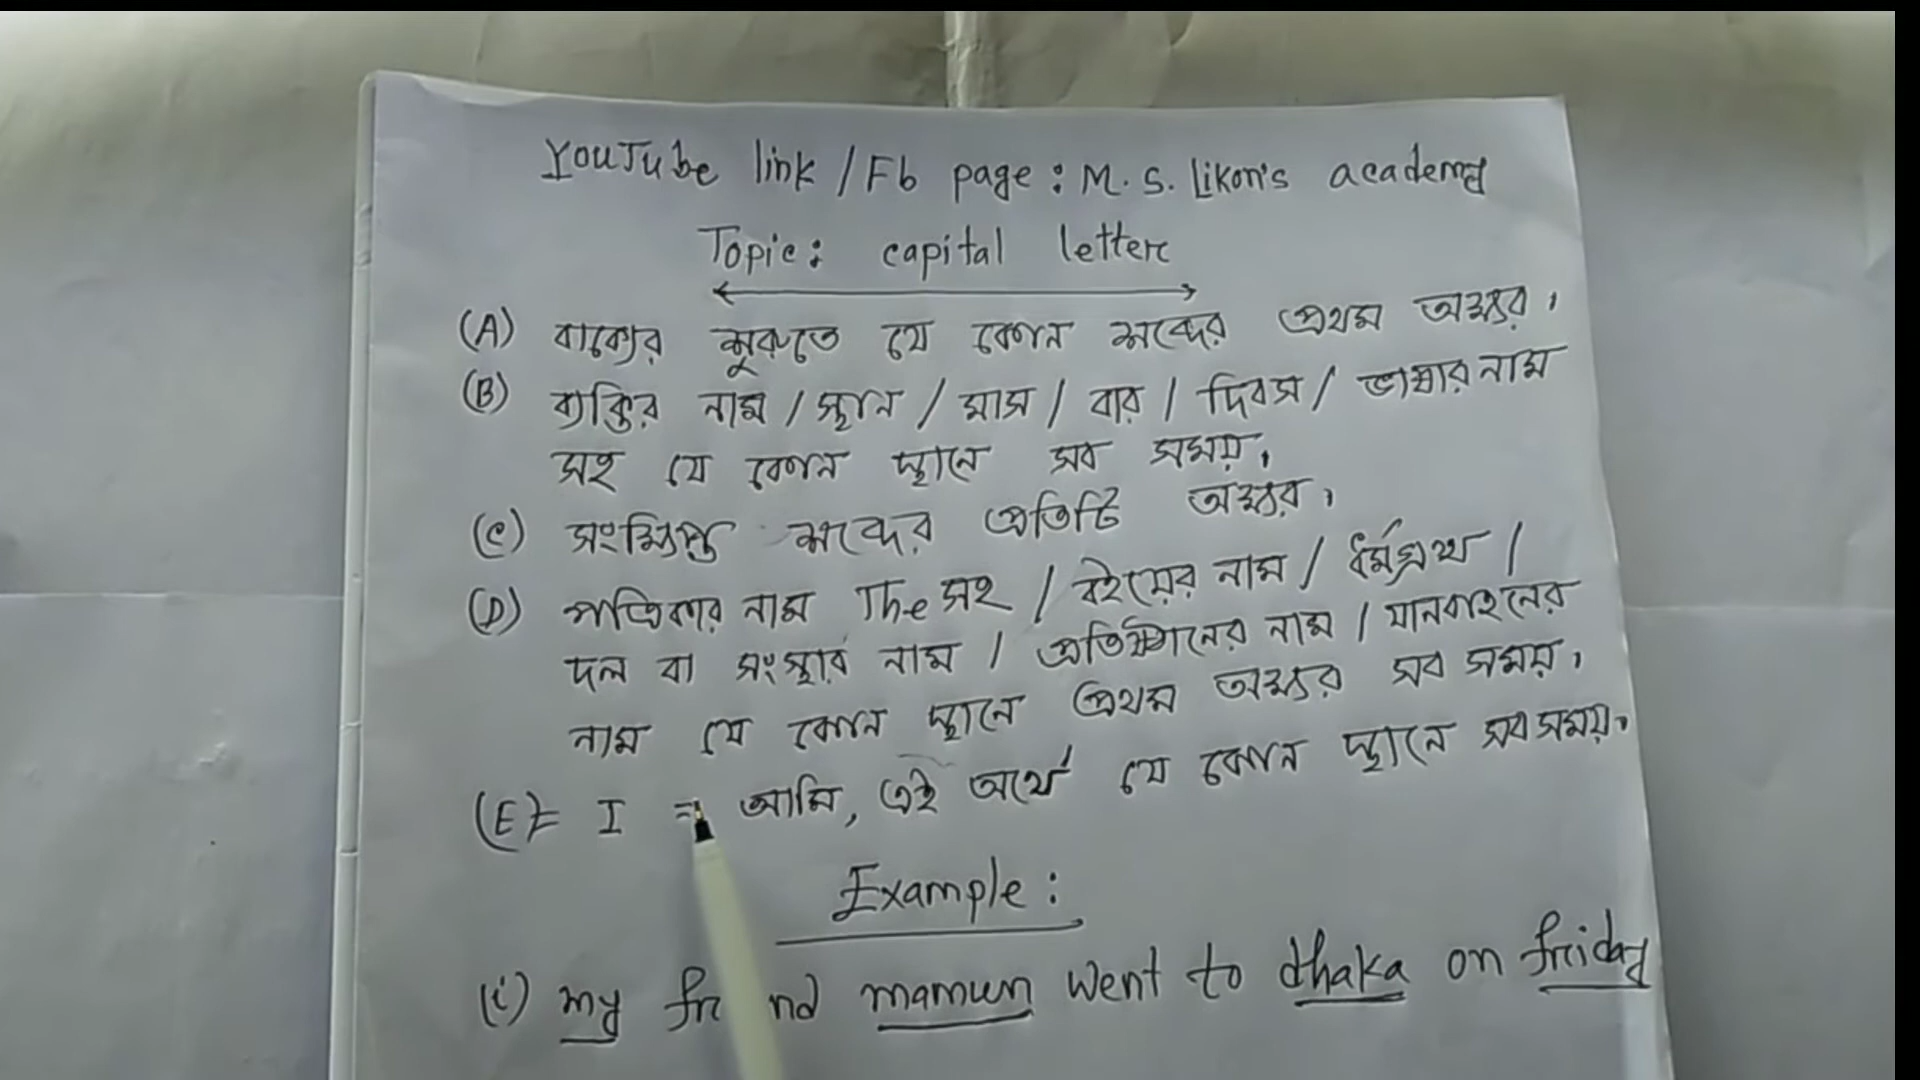 YouTube link / Fb page : M. S. Likon's academy
Topic : capital letter
(A) বাক্যের শুরুতে যে কোন শব্দের প্রথম অক্ষর ।
(B) ব্যক্তির নাম / স্থান / মাস / বার / দিবস / ভাষার নাম
সহ যে কোন স্থানে সব সময় ।
(C) সংক্ষিপ্ত শব্দের প্রতিটি অক্ষর ।
(D) পত্রিকার নাম The সহ / বইয়ের নাম / ধর্মগ্রন্থ /
দল বা সংস্থার নাম / প্রতিষ্ঠানের নাম / যানবাহনের
নাম যে কোন স্থানে প্রথম অক্ষর সব সময় ।
(E) = I = আমি, এই অর্থে যে কোন স্থানে সব সময় ।
Example :
(i) my friend mamun went to dhaka on friday